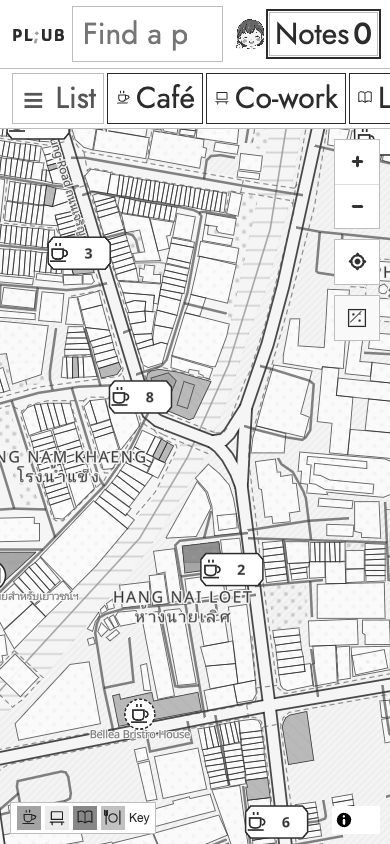 PL;UB
Find a p
Notes 0
List
Café
Co-work
L
3
8
NG NAM KHAENG
โรงน้ำแข็ง
2
HANG NAI LOET
ห้างนายเลิศ
Bellea Bristro House
6
Key